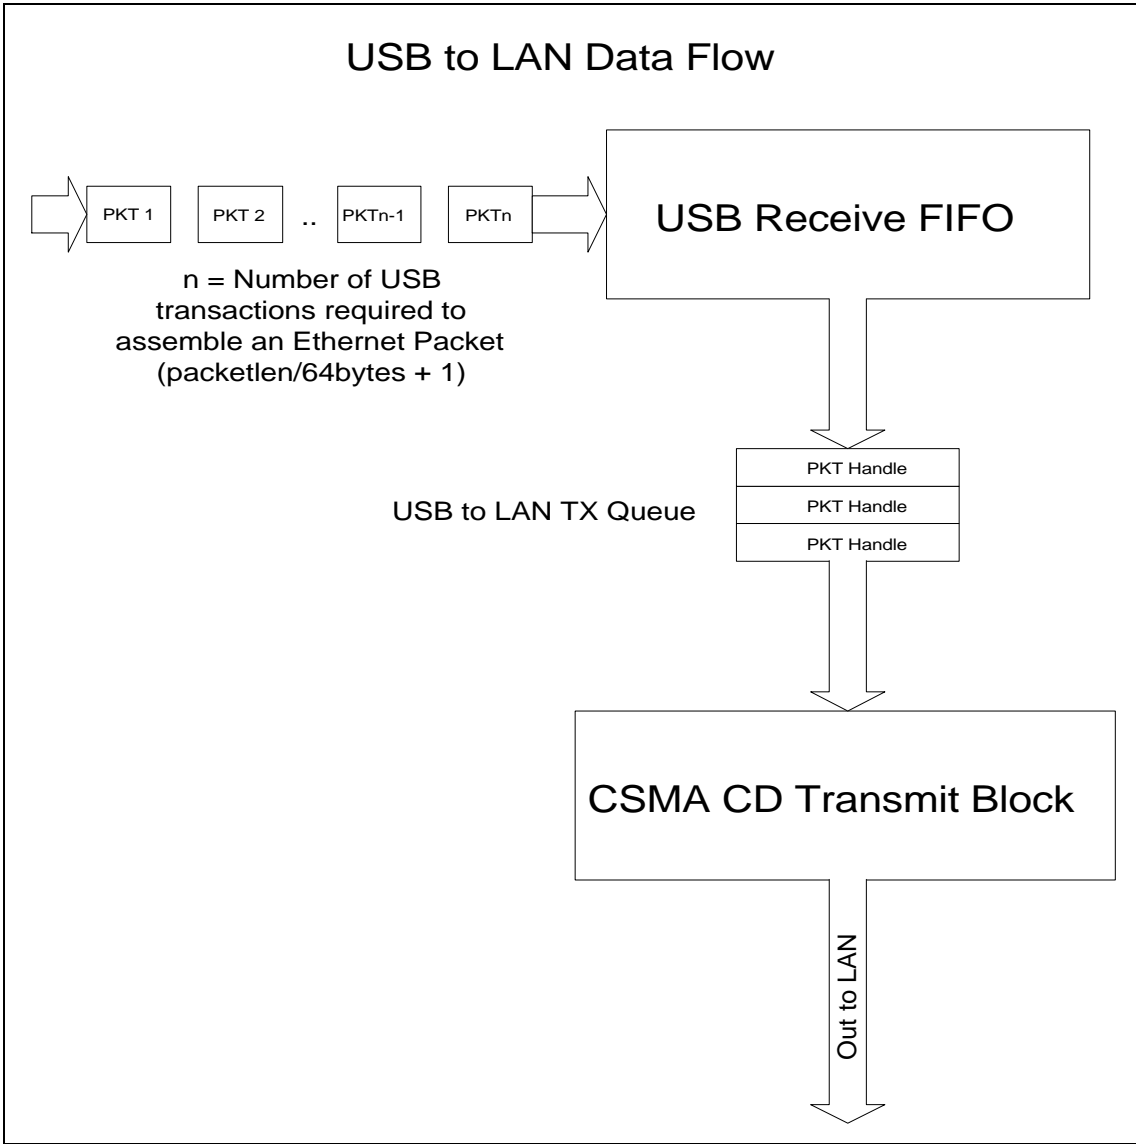 USB to LAN Data Flow
PKT 1
PKT 2
..
PKTn-1
PKTn
USB Receive FIFO
n = Number of USB
transactions required to
assemble an Ethernet Packet
(packetlen/64bytes + 1)
PKT Handle
USB to LAN TX Queue
PKT Handle
PKT Handle
CSMA CD Transmit Block
Out to LAN